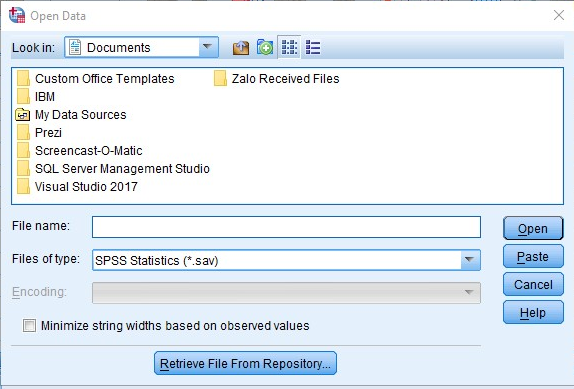 Open Data
Look in: Documents
Custom Office Templates
IBM
My Data Sources
Prezi
Screencast-O-Matic
SQL Server Management Studio
Visual Studio 2017
Zalo Received Files
File name:
Open
Files of type: SPSS Statistics (*.sav)
Paste
Encoding:
Cancel
Help
Minimize string widths based on observed values
Retrieve File From Repository...